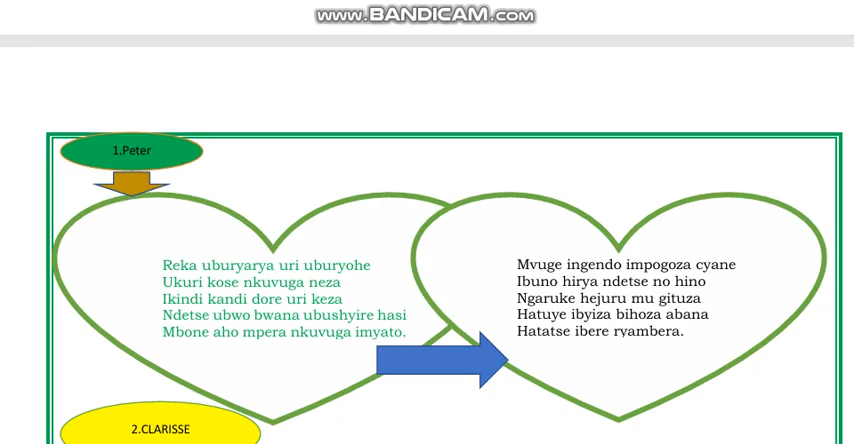 www.BANDICAM.com
1.Peter
Reka uburyarya uri uburyohe
Ukuri kose nkuvuga neza
Ikindi kandi dore uri keza
Ndetse ubwo bwana ubushyire hasi
Mbone aho mpera nkuvuga imyato.
Mvuge ingendo impogoza cyane
Ibuno hirya ndetse no hino
Ngaruke hejuru mu gituza
Hatuye ibyiza bihoza abana
Hatatse ibere ryambera.
2.CLARISSE